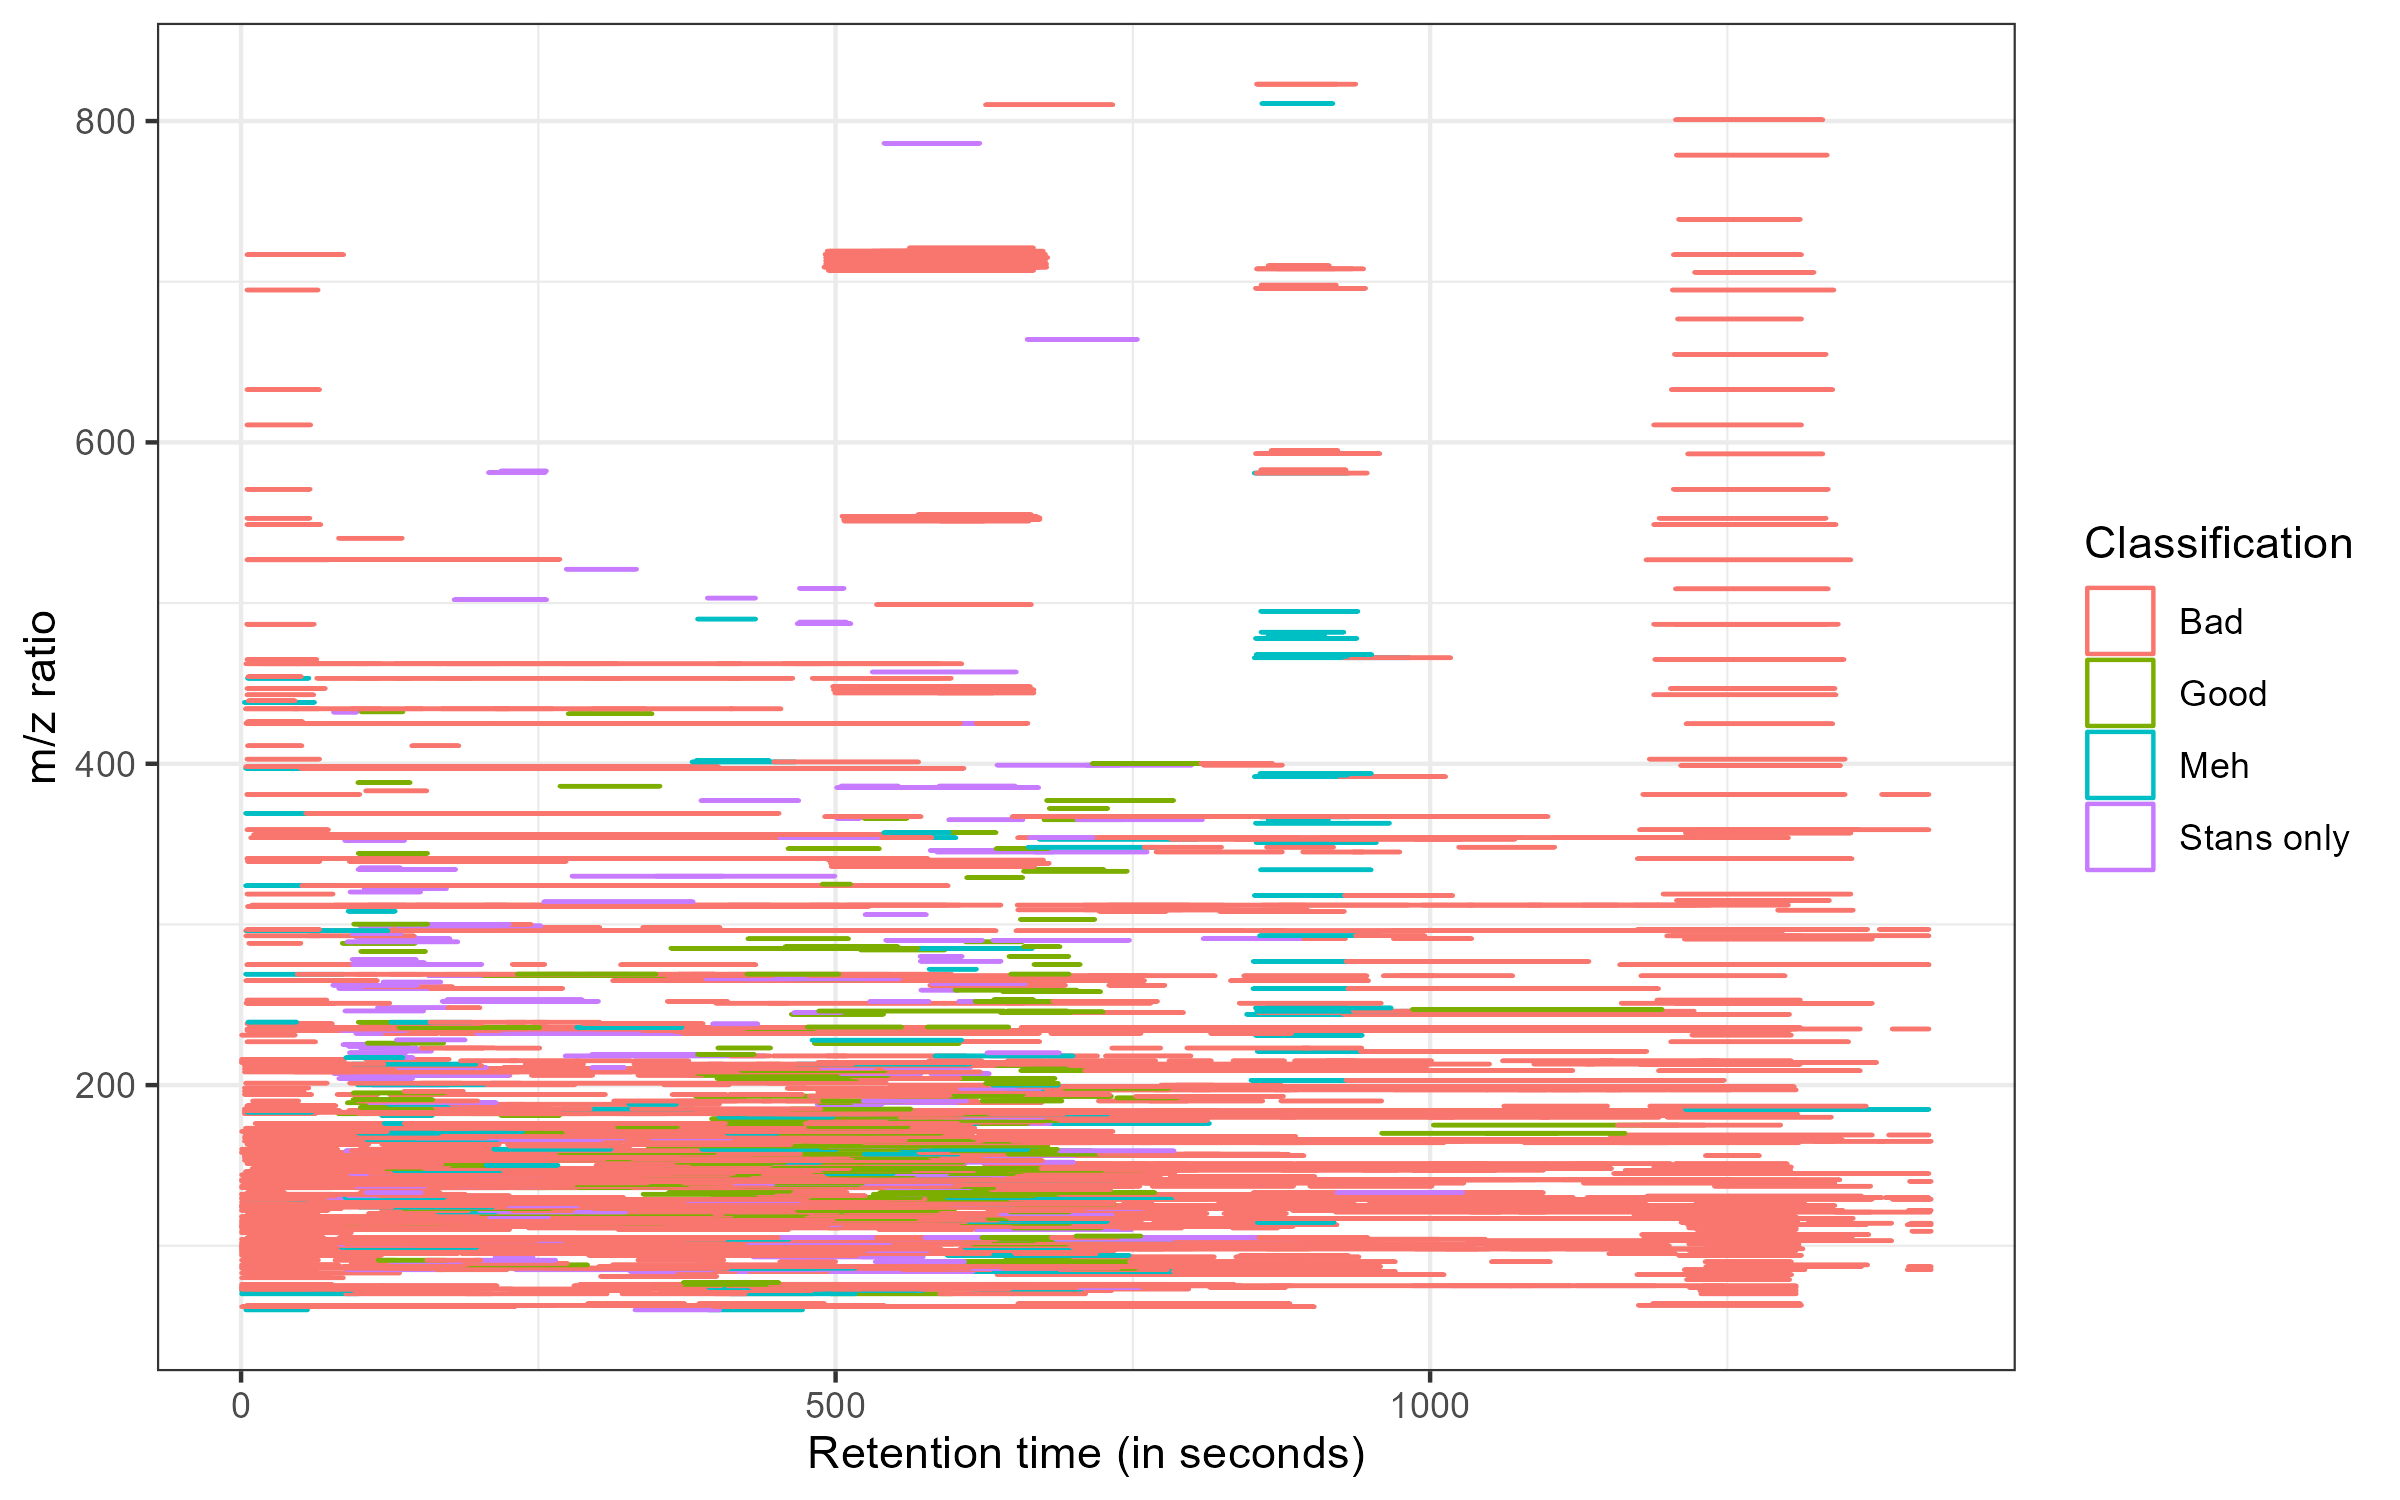 800
600
400
200
m/z ratio
0
500
1000
Retention time (in seconds)
Classification
Bad
Good
Meh
Stans only